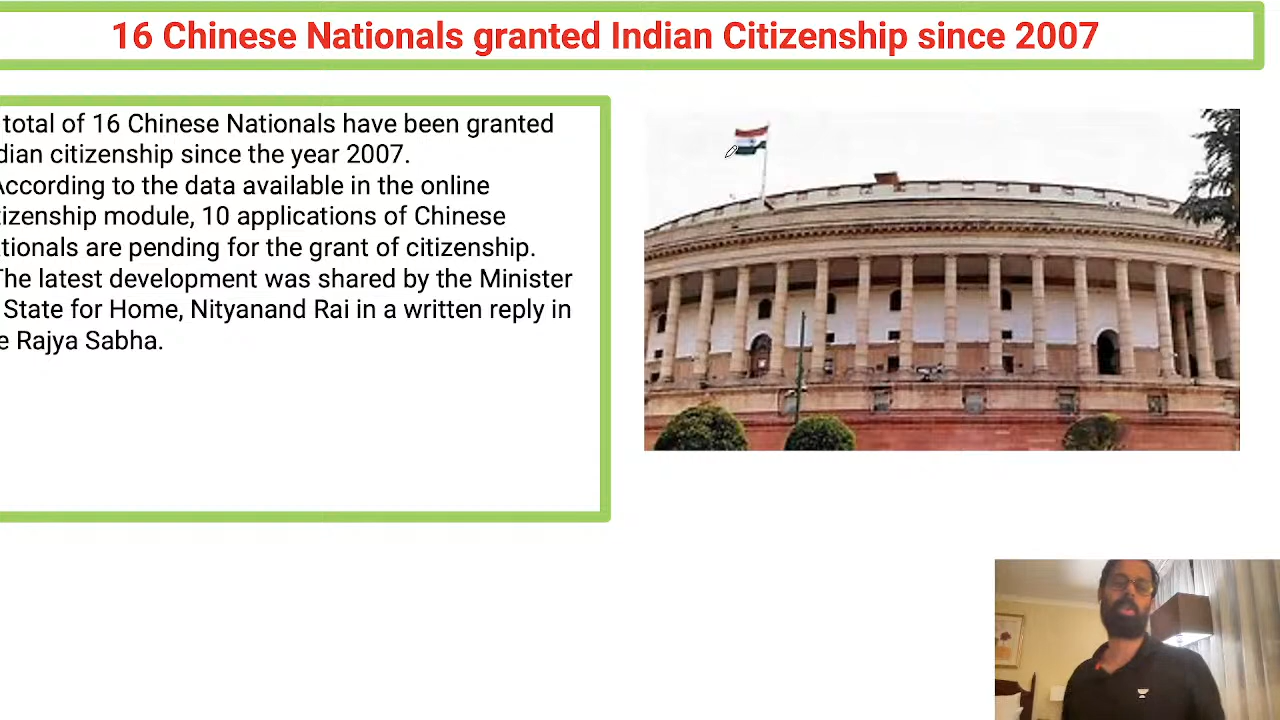 16 Chinese Nationals granted Indian Citizenship since 2007
total of 16 Chinese Nationals have been granted
dian citizenship since the year 2007.
According to the data available in the online
tizenship module, 10 applications of Chinese
tionals are pending for the grant of citizenship.
The latest development was shared by the Minister
State for Home, Nityanand Rai in a written reply in
e Rajya Sabha.